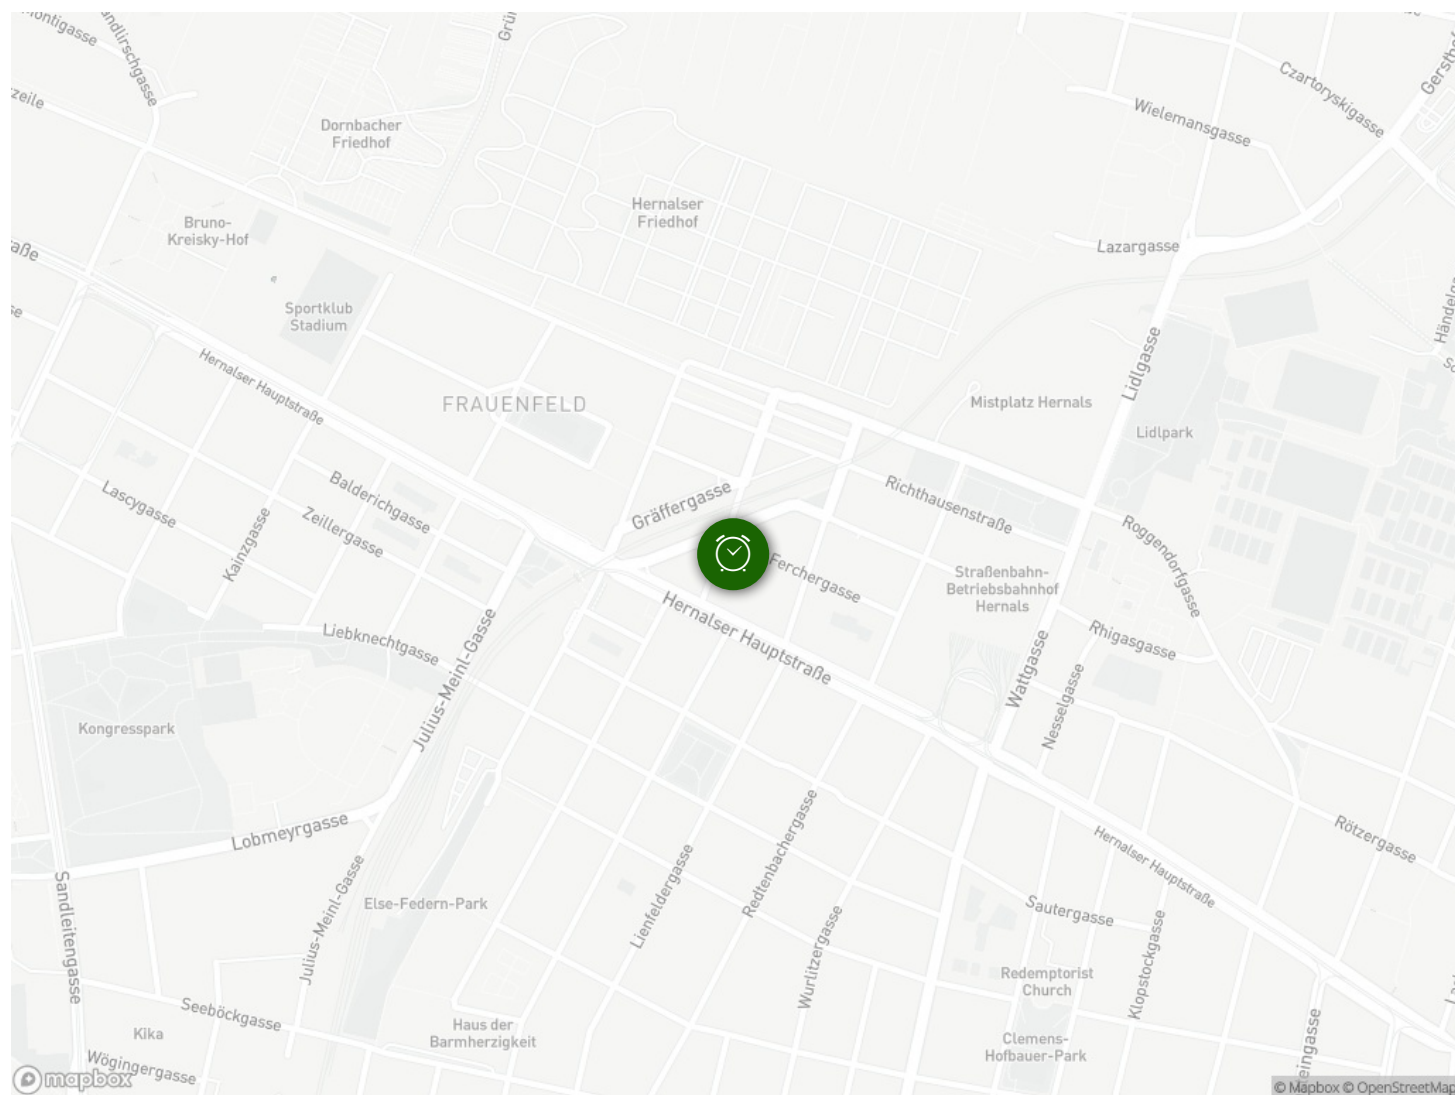 Czartoryskigasse
Wielemansgasse
Dornbacher
Friedhof
Hernalser
Friedhof
Bruno-
Kreisky-Hof
Lazargasse
Sportklub
Stadium
Lidlgasse
Hernalser Hauptstraße
FRAUENFELD
Mistplatz Hernals
Lidlpark
Balderichgasse
Lascygasse
Zeillergasse
Kainzgasse
Gräffergasse
Richthausenstraße
Roggendorfgasse
Ferchergasse
Straßenbahn-
Betriebsbahnhof
Hernals
Hernalser Hauptstraße
Liebknechtgasse
Julius-Meinl-Gasse
Rhigasgasse
Wattgasse
Nesselgasse
Kongresspark
Lobmeyrgasse
Redtenbachergasse
Rötzergasse
Hernalser Hauptstraße
Sandleitengasse
Julius-Meinl-Gasse
Else-Federn-Park
Lienfeldergasse
Sautergasse
Wurlitzergasse
Klopstockgasse
Redemptorist
Church
Seeböckgasse
Kika
Haus der
Barmherzigkeit
Clemens-
Hofbauer-Park
Wögingergasse
mapbox
© Mapbox © OpenStreetMap